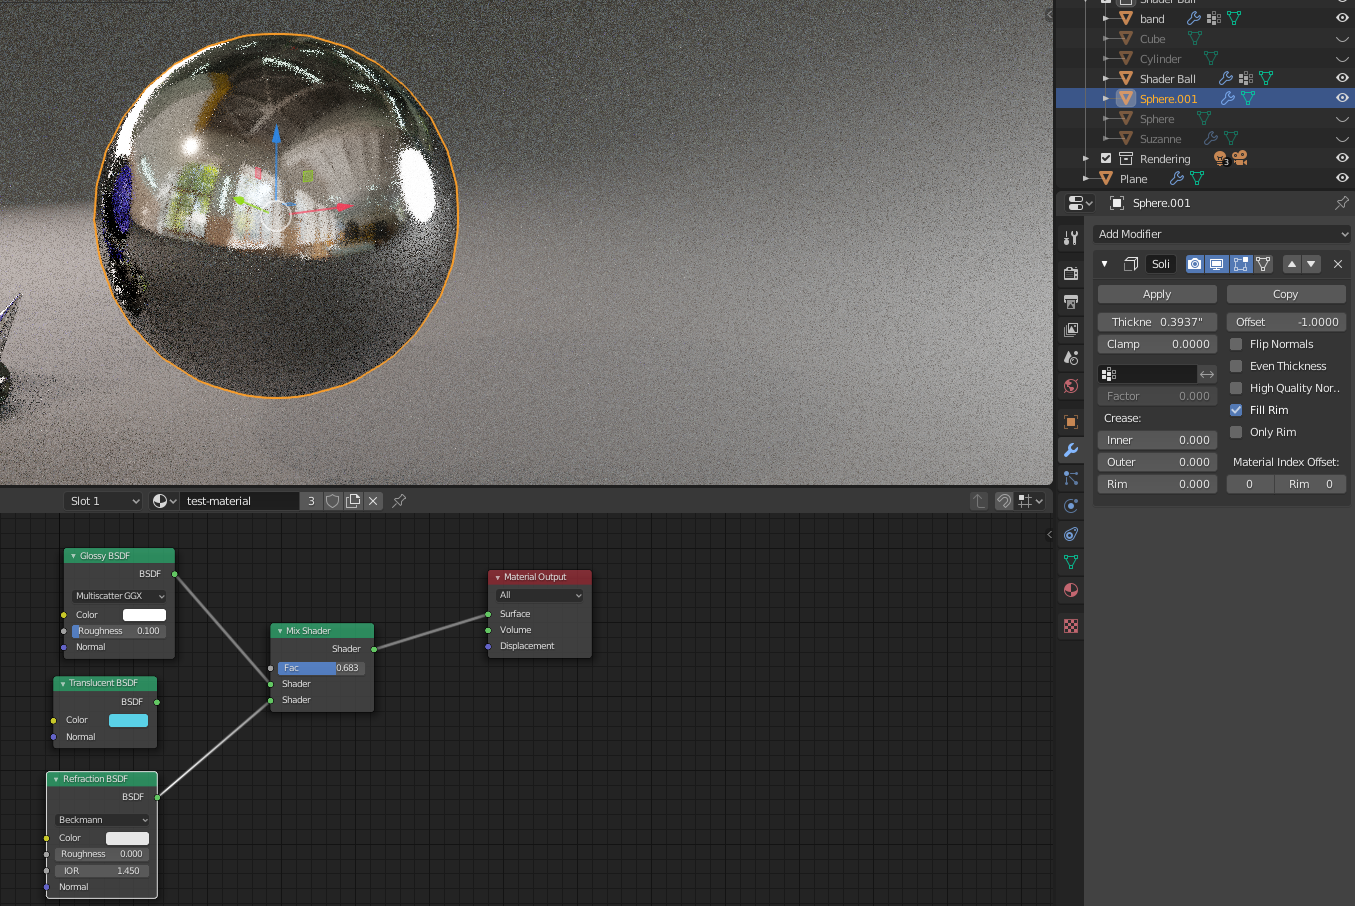 Shader Ball
band
Cube
Cylinder
Shader Ball
Sphere.001
Sphere
Suzanne
Rendering
3
Plane
Sphere.001
Add Modifier
Soli
Apply
Copy
Thickne 0.3937"
Offset -1.0000
Clamp 0.0000
Flip Normals
Even Thickness
High Quality Nor..
Factor 0.000
Fill Rim
Crease:
Only Rim
Inner 0.000
Outer 0.000
Material Index Offset:
Rim 0.000
0
Rim 0
Slot 1
test-material
3
Glossy BSDF
BSDF
Multiscatter GGX
Color
Roughness 0.100
Normal
Translucent BSDF
BSDF
Color
Normal
Refraction BSDF
BSDF
Beckmann
Color
Roughness 0.000
IOR 1.450
Normal
Mix Shader
Shader
Fac 0.683
Shader
Shader
Material Output
All
Surface
Volume
Displacement